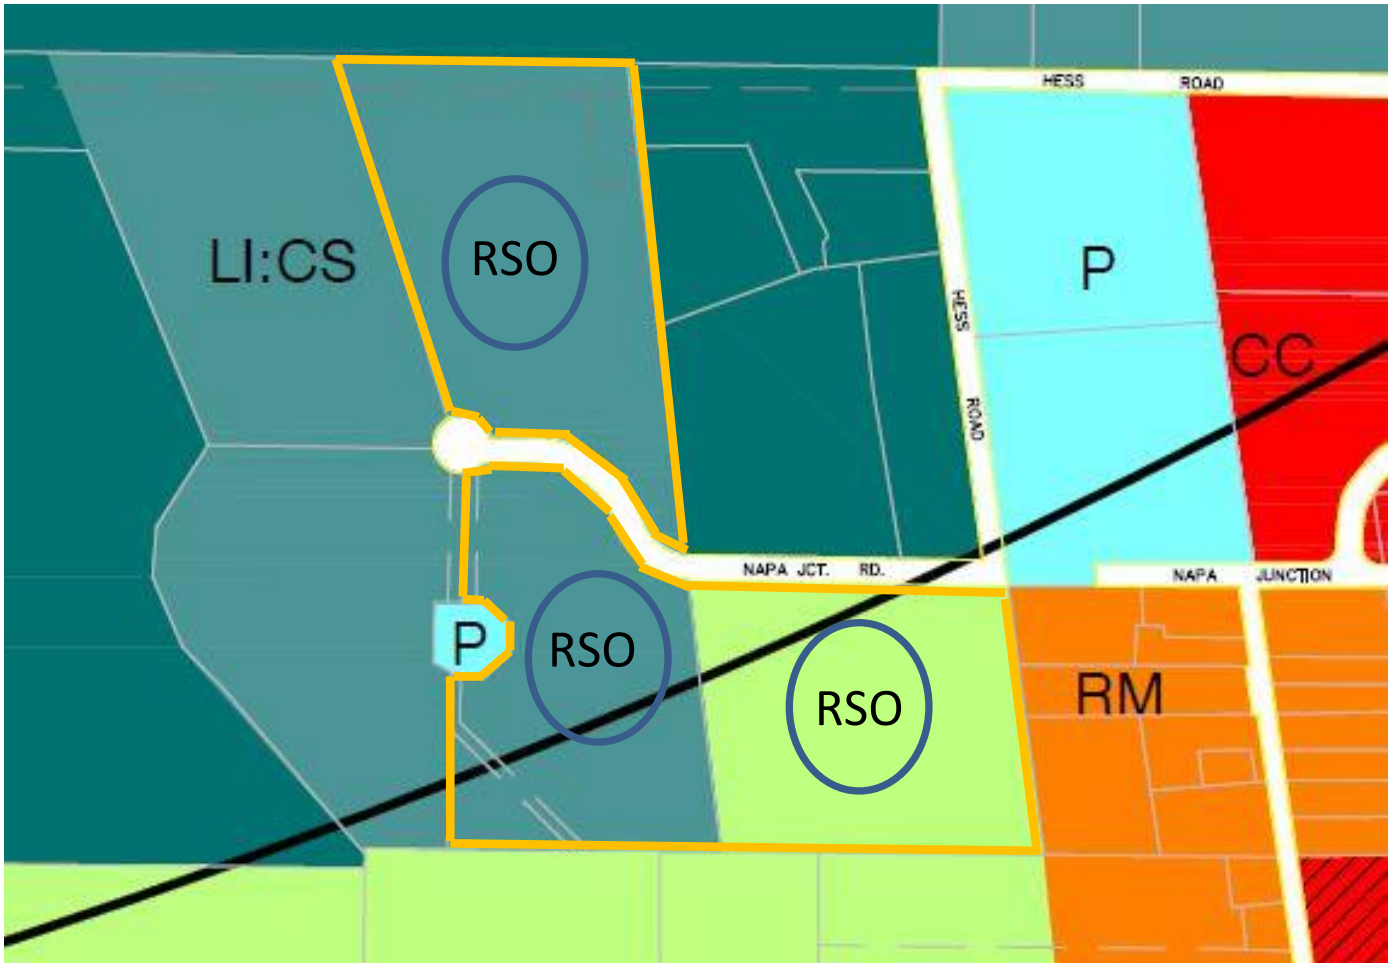 HESS ROAD
LI:CS
RSO
P
HESS
ROAD
CC
NAPA JCT. RD.
NAPA JUNCTION
P
RSO
RSO
RM